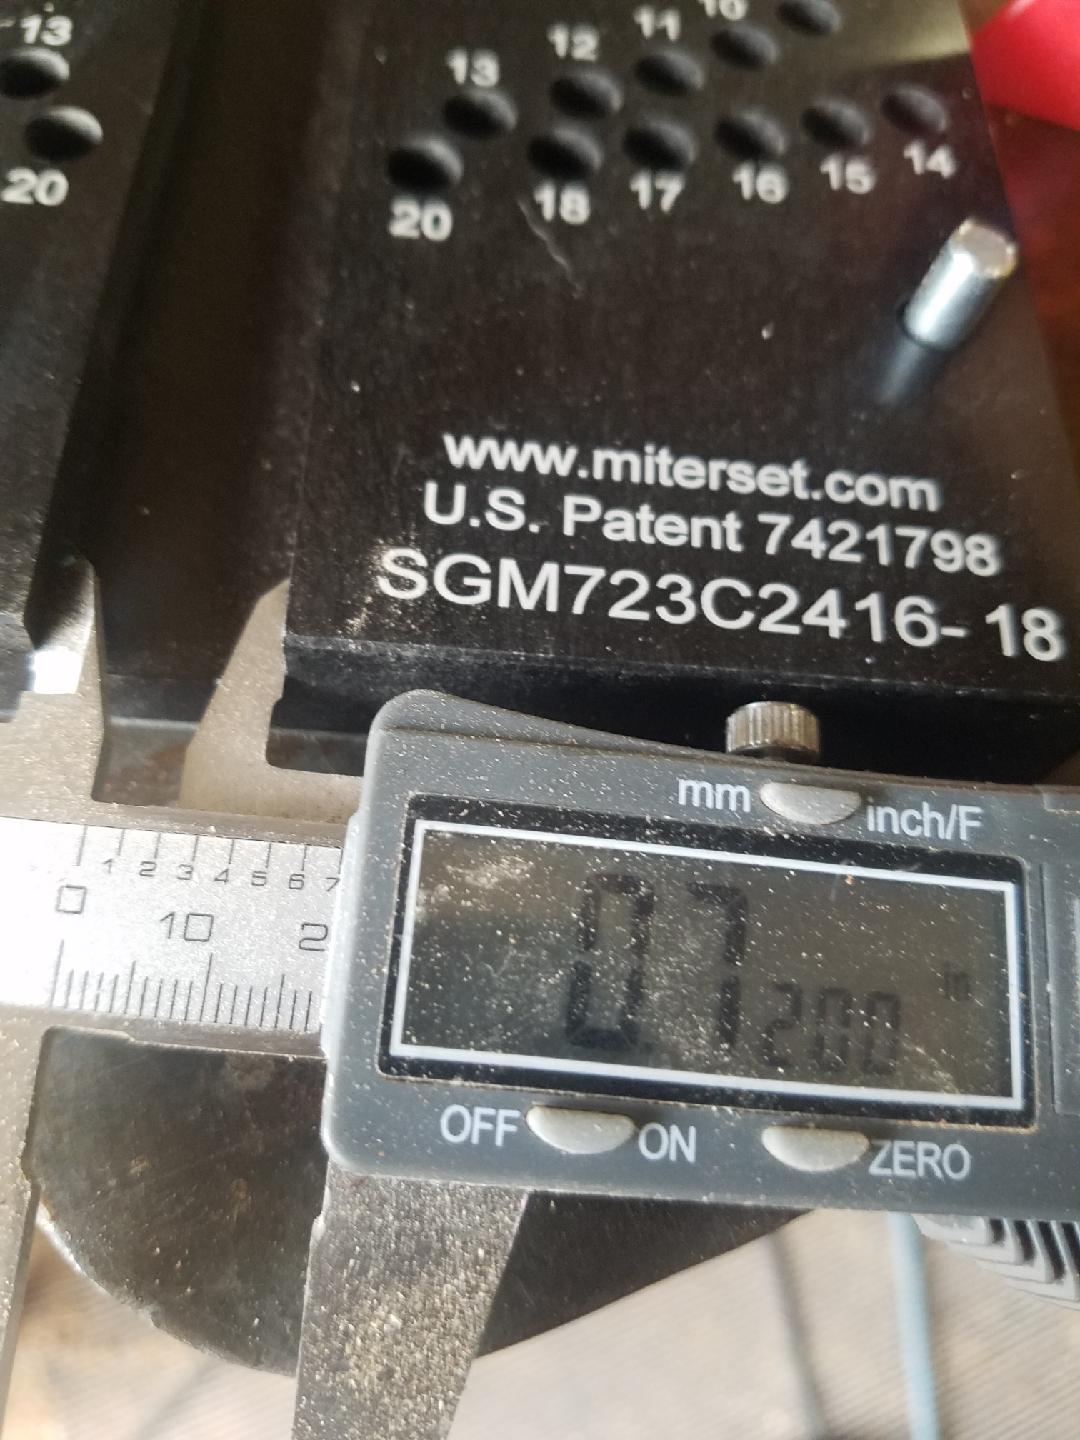 13
20
10
11
12
13
20
18
17
16
15
14
www.miterset.com
U.S. Patent 7421798
SGM723C2416-18
mm inch/F
0.7200 in
OFF ON ZERO
1 2 3 4 5 6 7
0 10 2